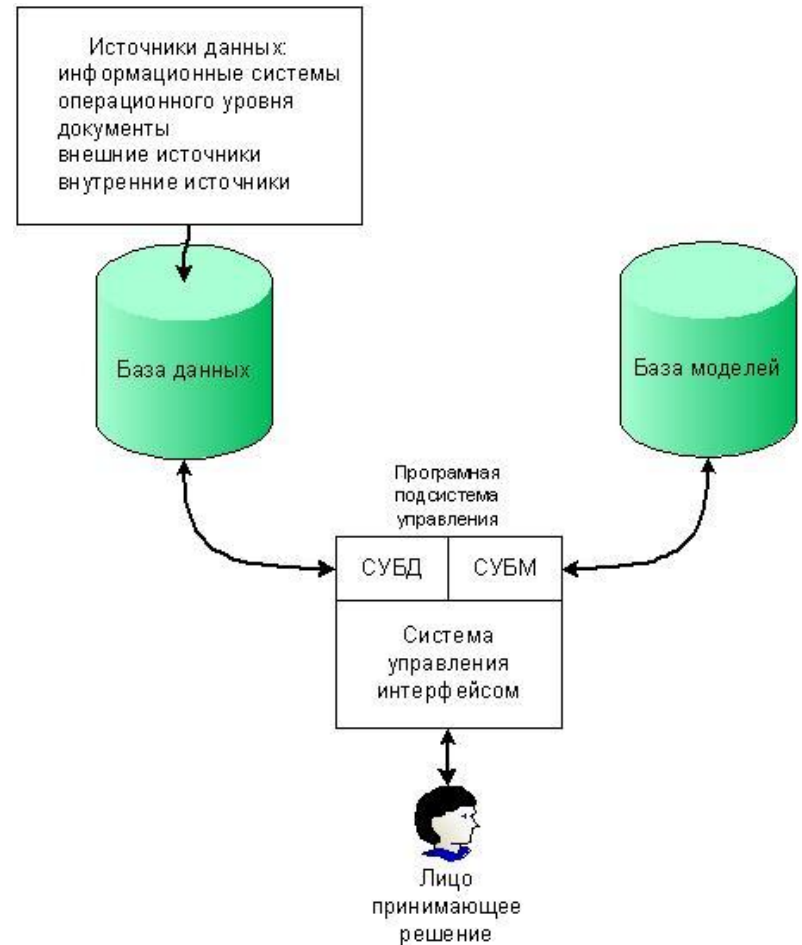 Источники данных:
информационные системы
операционного уровня
документы
внешние источники
внутренние источники
База данных
База моделей
Програмная
подсистема
управления
СУБД
СУБМ
Система
управления
интерфейсом
Лицо
принимающее
решение